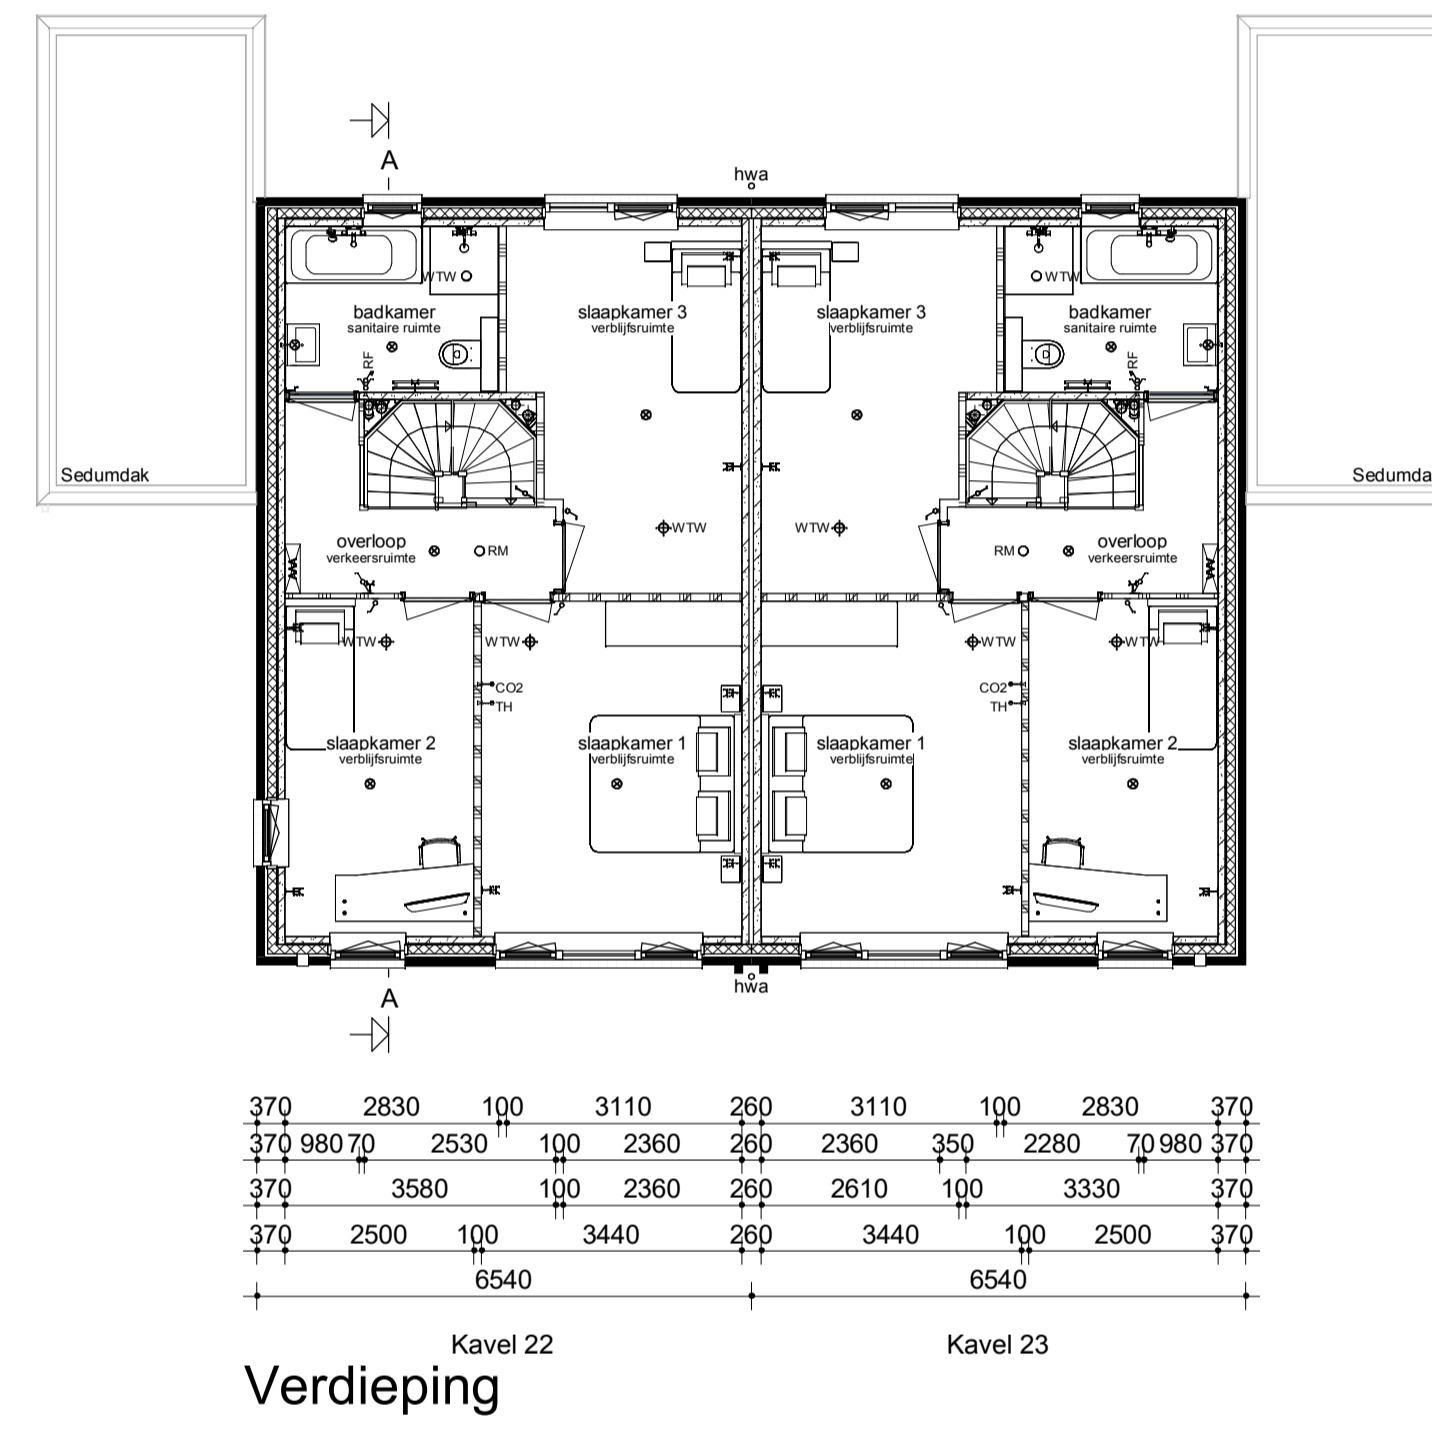 A
hwa
WTW
WTW
badkamer
sanitaire ruimte
slaapkamer 3
verblijfsruimte
slaapkamer 3
verblijfsruimte
badkamer
sanitaire ruimte
RF
RF
Sedumdak
Sedumda
WTW
WTW
overloop
verkeersruimte
RM
RM
overloop
verkeersruimte
WTW
WTW
WTW
WTW
CO2
CO2
TH
TH
slaapkamer 2
verblijfsruimte
slaapkamer 1
verblijfsruimte
slaapkamer 1
verblijfsruimte
slaapkamer 2
verblijfsruimte
A
hwa
370 2830 100 3110 260 3110 100 2830 370
370 980 70 2530 100 2360 260 2360 350 2280 70 980 370
370 3580 100 2360 260 2610 100 3330 370
370 2500 100 3440 260 3440 100 2500 370
6540 6540
Kavel 22 Kavel 23
Verdieping